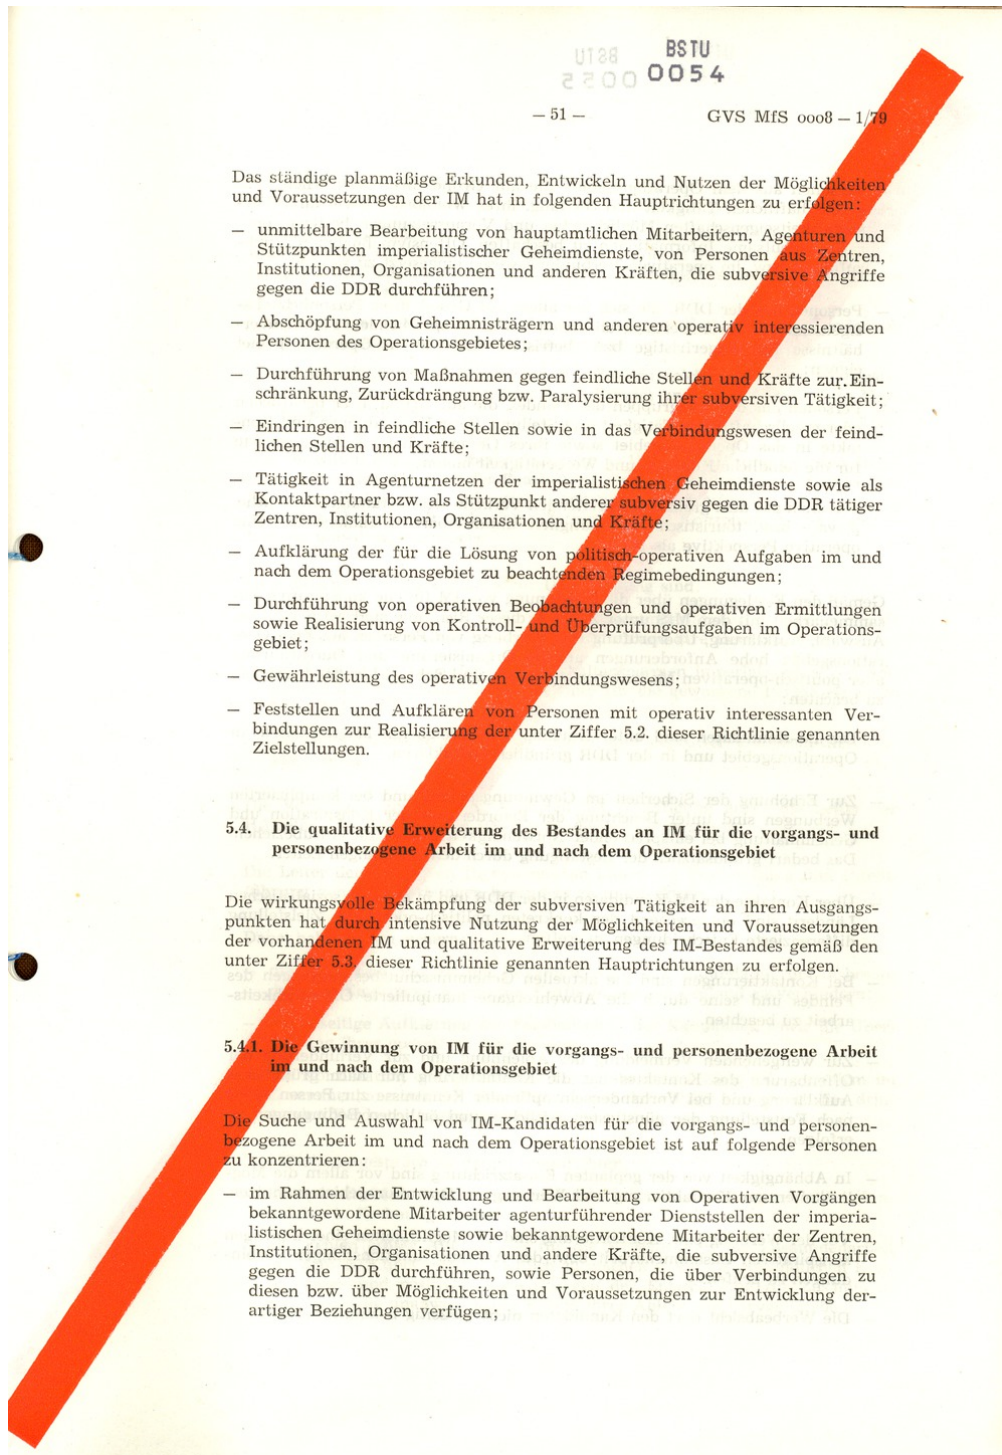 BSTU
0054
— 51 —
GVS MfS ooo8 — 1/79
Das ständige planmäßige Erkunden, Entwickeln und Nutzen der Möglichkeiten
und Voraussetzungen der IM hat in folgenden Hauptrichtungen zu erfolgen:
— unmittelbare Bearbeitung von hauptamtlichen Mitarbeitern, Agenturen und
Stützpunkten imperialistischer Geheimdienste, von Personen aus Zentren,
Institutionen, Organisationen und anderen Kräften, die subversive Angriffe
gegen die DDR durchführen;
— Abschöpfung von Geheimnisträgern und anderen operativ interessierenden
Personen des Operationsgebietes;
— Durchführung von Maßnahmen gegen feindliche Stellen und Kräfte zur Ein-
schränkung, Zurückdrängung bzw. Paralysierung ihrer subversiven Tätigkeit;
— Eindringen in feindliche Stellen sowie in das Verbindungswesen der feind-
lichen Stellen und Kräfte;
— Tätigkeit in Agenturnetzen der imperialistischen Geheimdienste sowie als
Kontaktpartner bzw. als Stützpunkt anderer subversiv gegen die DDR tätiger
Zentren, Institutionen, Organisationen und Kräfte;
— Aufklärung der für die Lösung von politisch-operativen Aufgaben im und
nach dem Operationsgebiet zu beachtenden Regimebedingungen;
— Durchführung von operativen Beobachtungen und operativen Ermittlungen
sowie Realisierung von Kontroll- und Überprüfungsaufgaben im Operations-
gebiet;
— Gewährleistung des operativen Verbindungswesens;
— Feststellen und Aufklären von Personen mit operativ interessanten Ver-
bindungen zur Realisierung der unter Ziffer 5.2. dieser Richtlinie genannten
Zielstellungen.
5.4. Die qualitative Erweiterung des Bestandes an IM für die vorgangs- und
personenbezogene Arbeit im und nach dem Operationsgebiet
Die wirkungsvolle Bekämpfung der subversiven Tätigkeit an ihren Ausgangs-
punkten hat durch intensive Nutzung der Möglichkeiten und Voraussetzungen
der vorhandenen IM und qualitative Erweiterung des IM-Bestandes gemäß den
unter Ziffer 5.3. dieser Richtlinie genannten Hauptrichtungen zu erfolgen.
5.4.1. Die Gewinnung von IM für die vorgangs- und personenbezogene Arbeit
im und nach dem Operationsgebiet
Die Suche und Auswahl von IM-Kandidaten für die vorgangs- und personen-
bezogene Arbeit im und nach dem Operationsgebiet ist auf folgende Personen
zu konzentrieren:
— im Rahmen der Entwicklung und Bearbeitung von Operativen Vorgängen
bekanntgewordene Mitarbeiter agenturführender Dienststellen der imperia-
listischen Geheimdienste sowie bekanntgewordene Mitarbeiter der Zentren,
Institutionen, Organisationen und andere Kräfte, die subversive Angriffe
gegen die DDR durchführen, sowie Personen, die über Verbindungen zu
diesen bzw. über Möglichkeiten und Voraussetzungen zur Entwicklung der-
artiger Beziehungen verfügen;